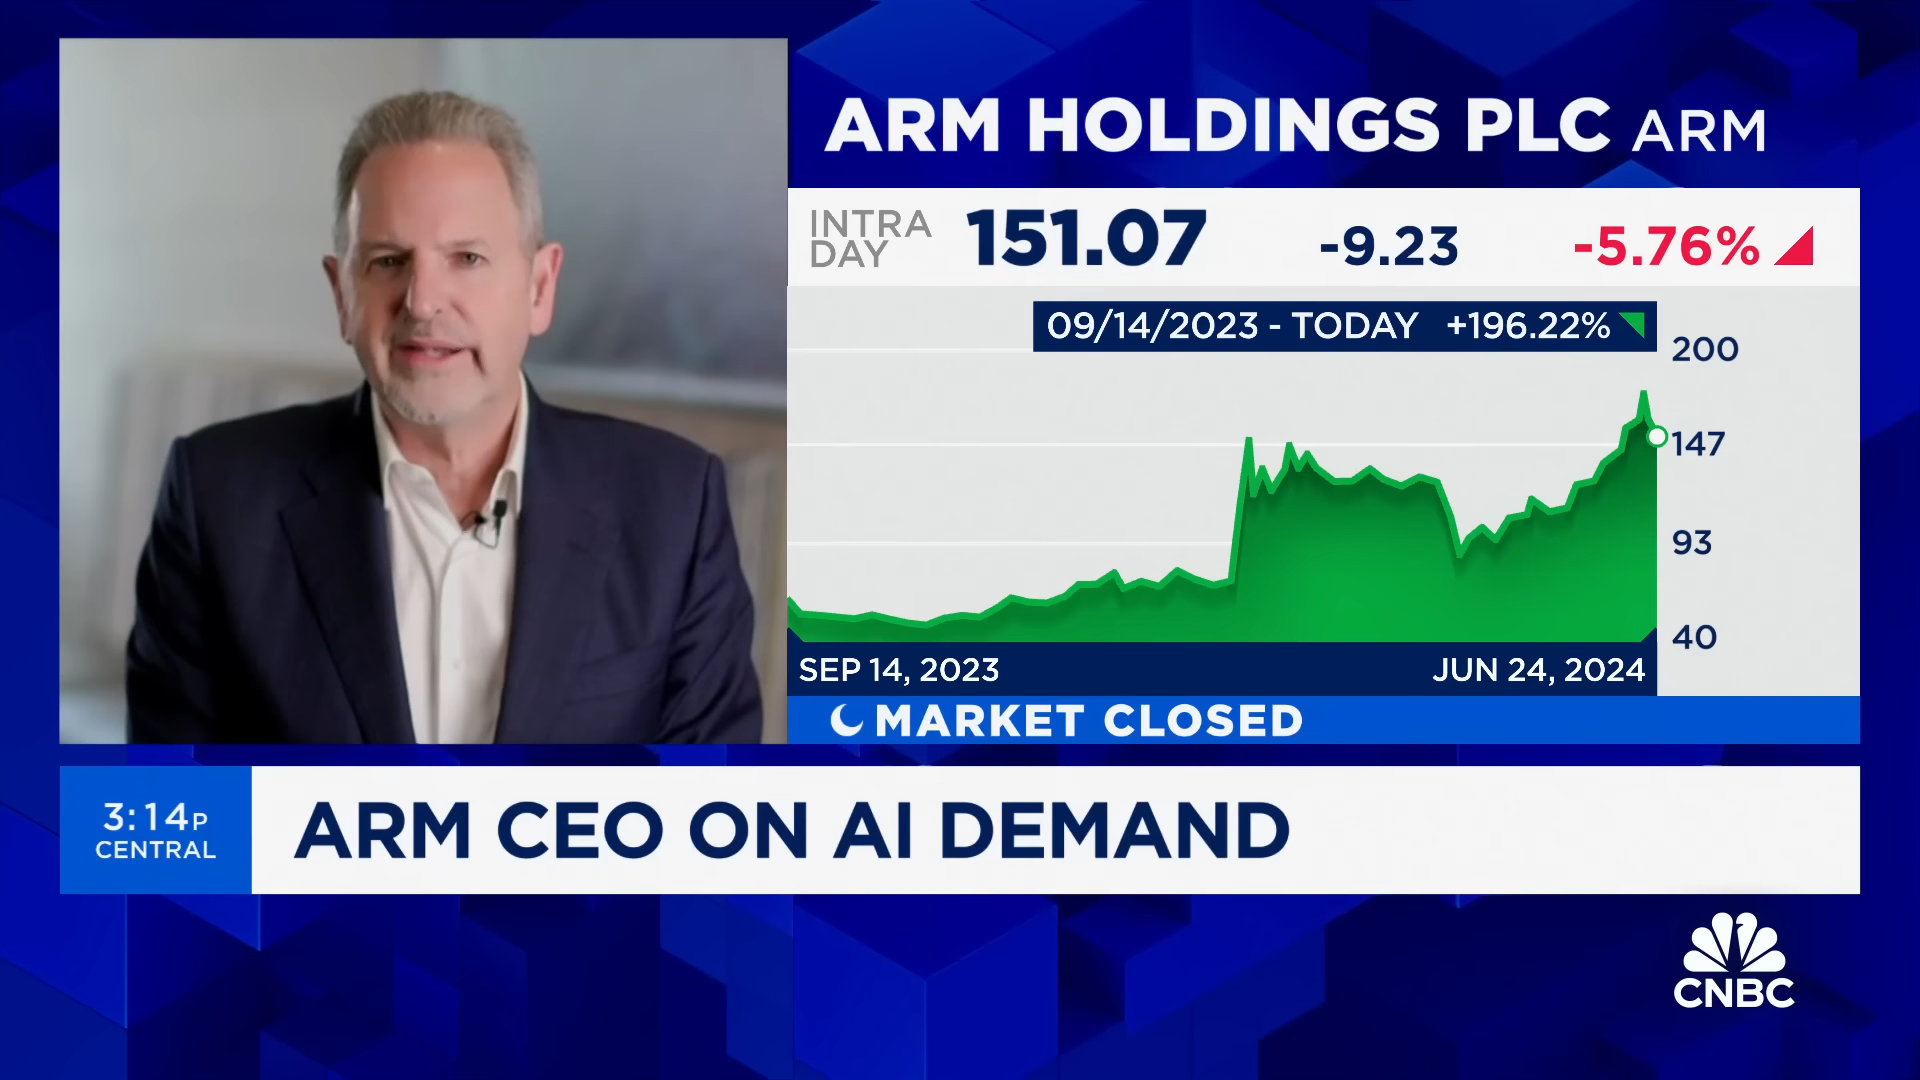 ARM HOLDINGS PLC ARM
INTRA
DAY
151.07
-9.23
-5.76%
09/14/2023 - TODAY +196.22%
200
147
93
40
SEP 14, 2023
JUN 24, 2024
MARKET CLOSED
3:14P
CENTRAL
ARM CEO ON AI DEMAND
CNBC